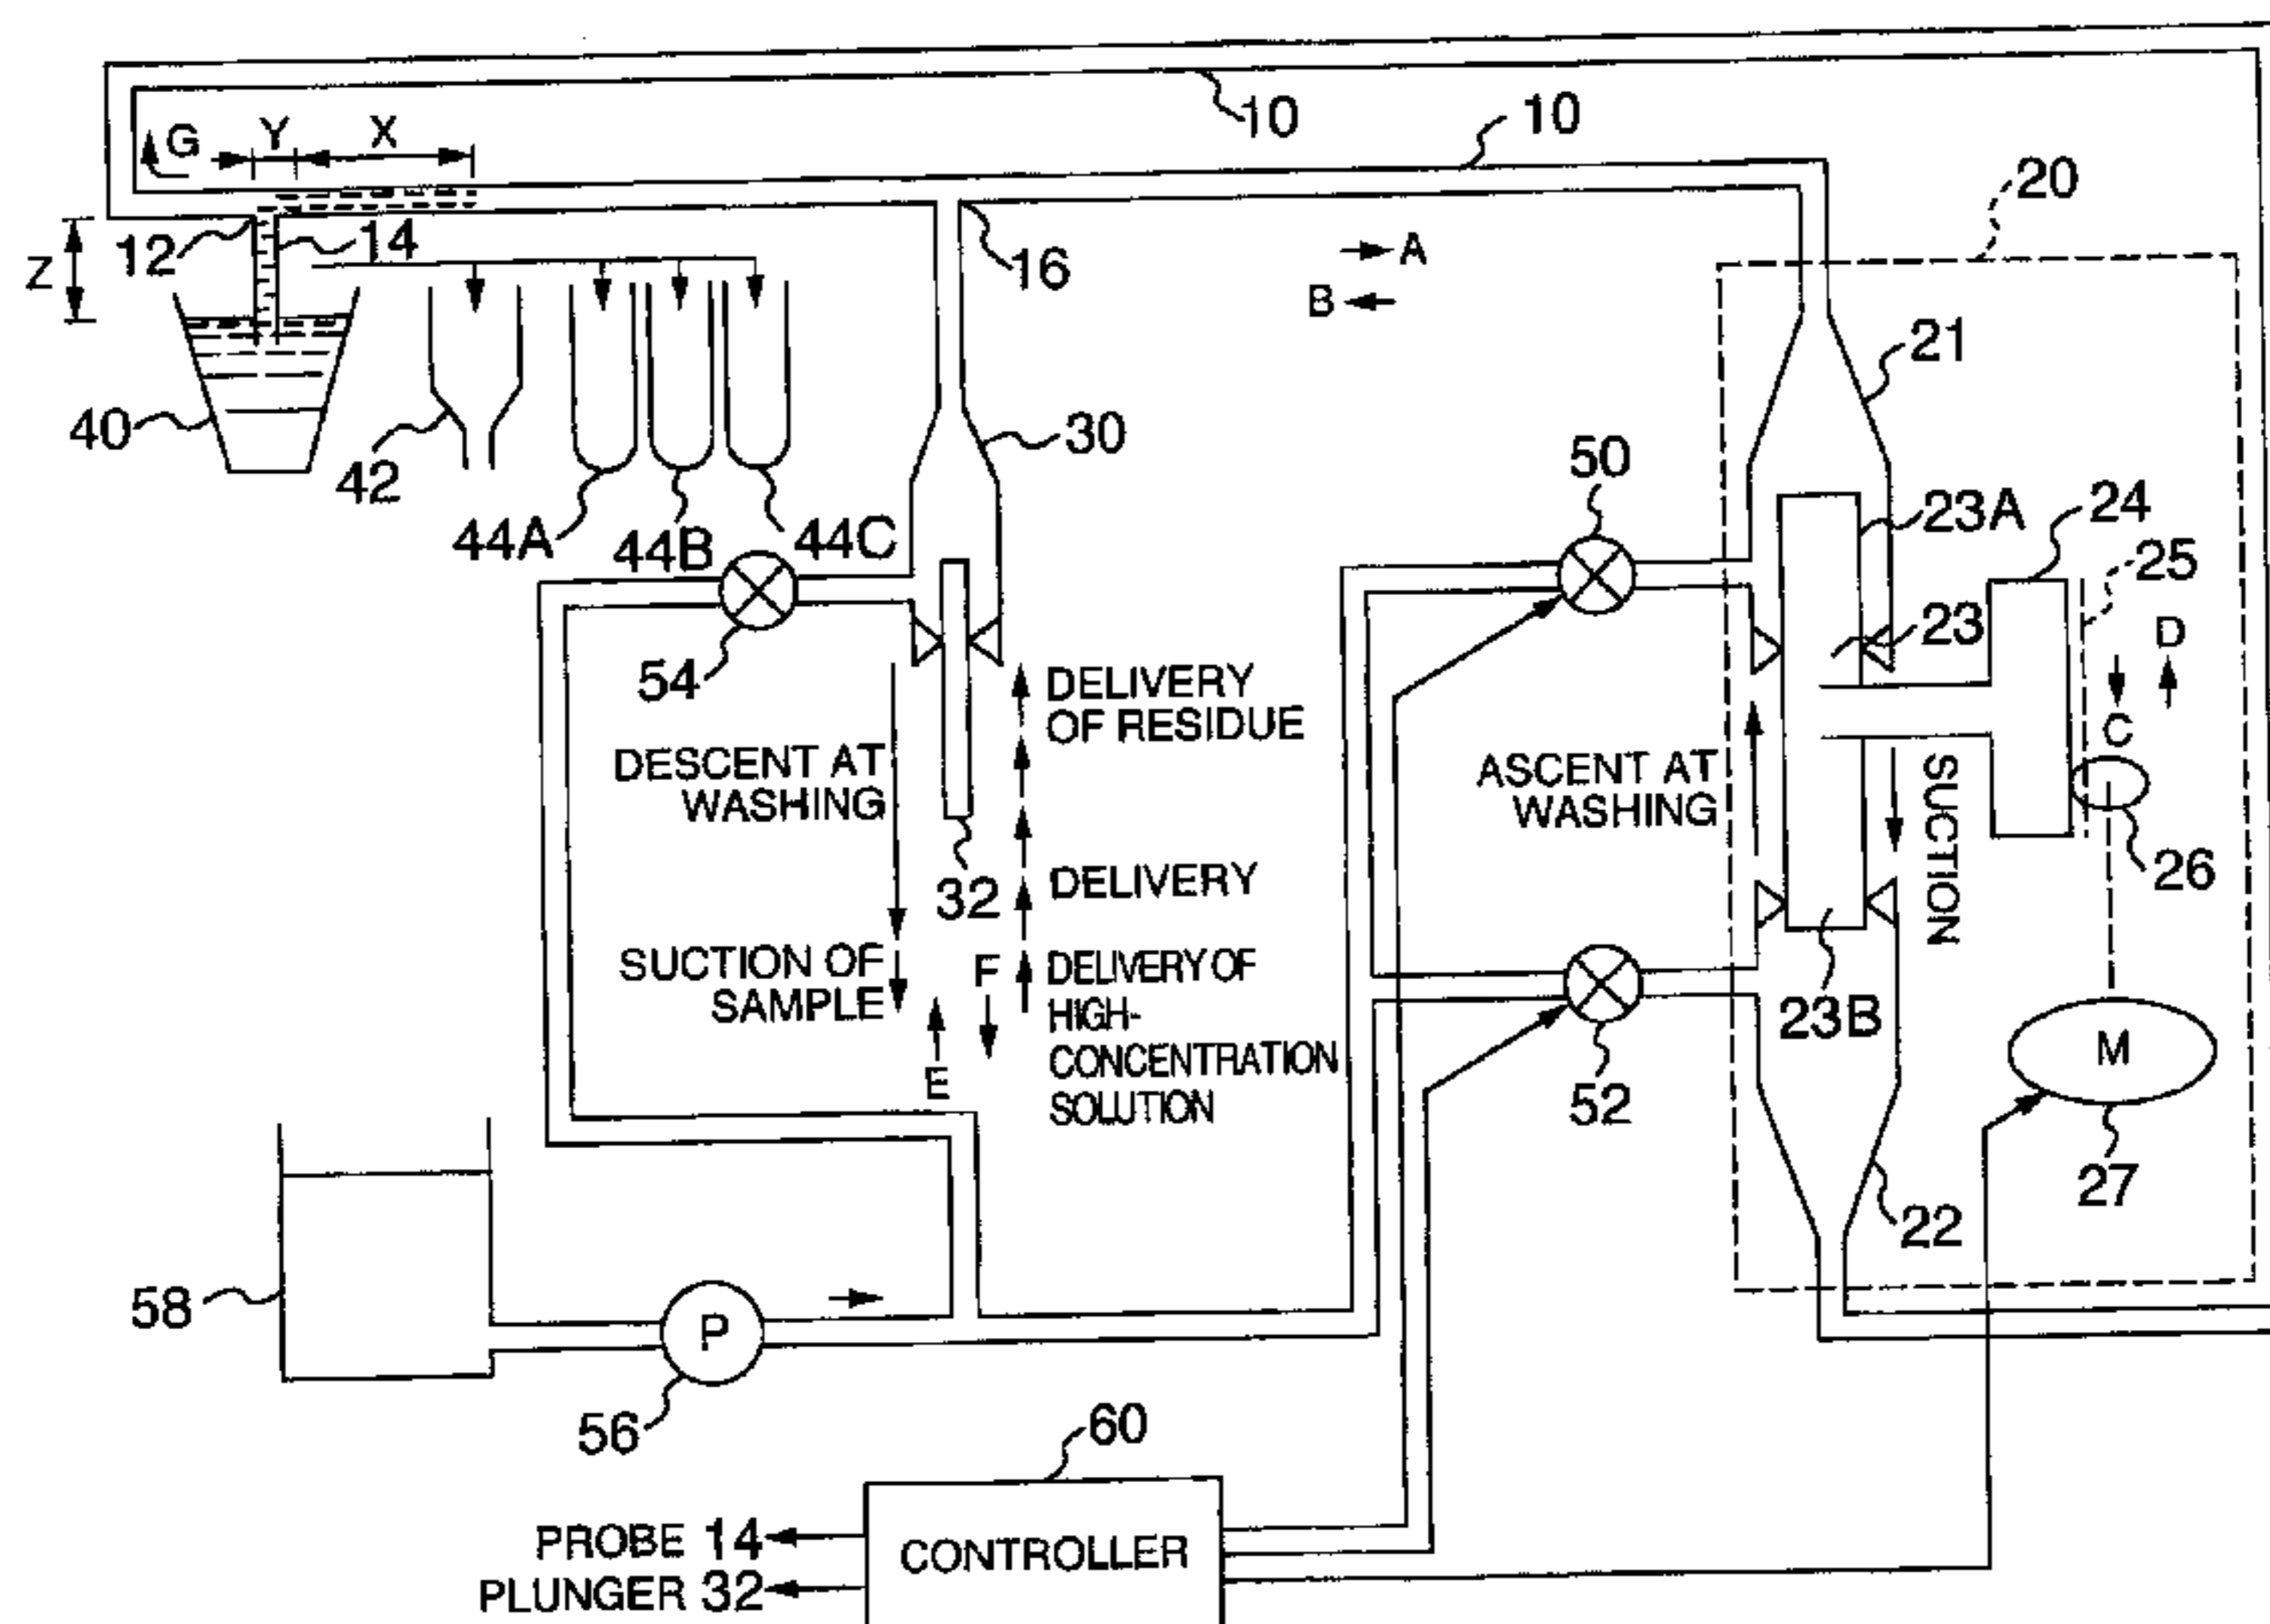 10
10
G
Y
X
20
12
14
16
A
Z
B
21
40
42
30
50
44A
44B
44C
23A
24
25
54
23
D
DELIVERY
OF RESIDUE
C
DESCENT AT
WASHING
ASCENT AT
WASHING
SUCTION
32
DELIVERY
26
SUCTION OF
SAMPLE
F
DELIVERY OF
HIGH-
CONCENTRATION
SOLUTION
E
23B
M
52
27
22
58
P
56
60
PROBE 14
CONTROLLER
PLUNGER 32